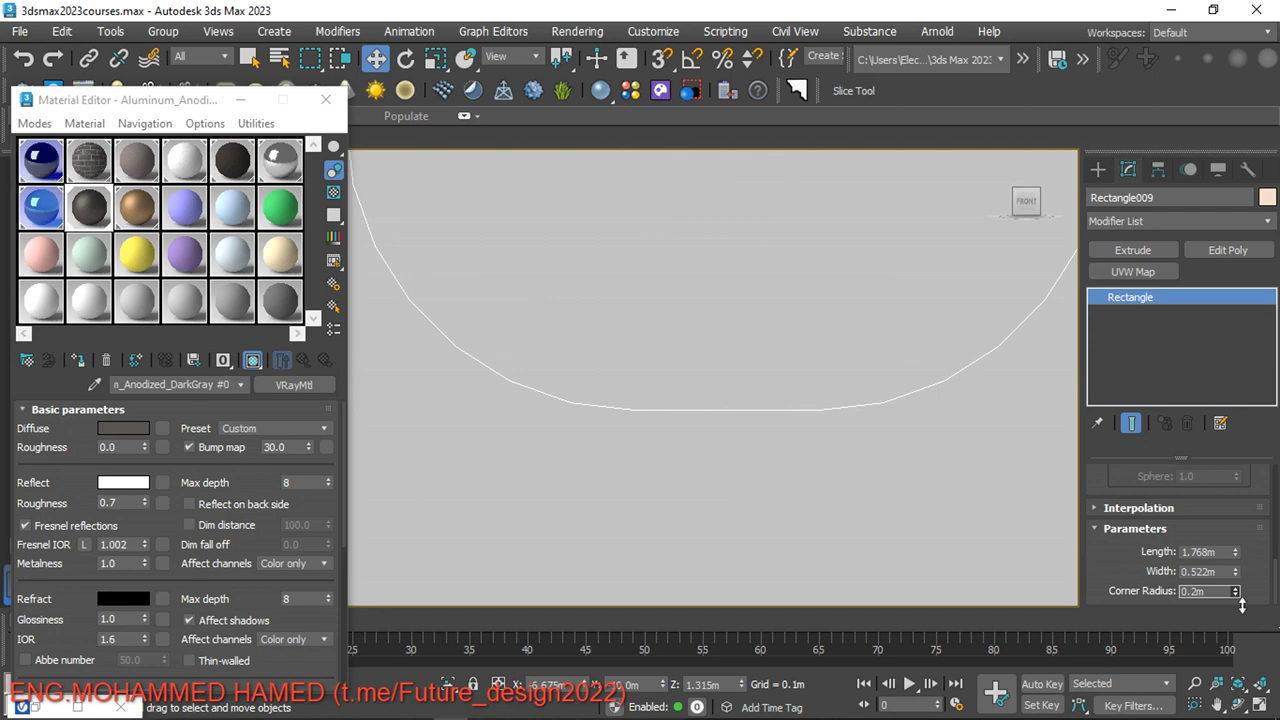 3dsmax2023courses.max - Autodesk 3ds Max 2023
File Edit Tools Group Views Create Modifiers Animation Graph Editors Rendering Customize Scripting Civil View Substance Arnold Help Workspaces: Default
All View Create C:\Users\Elec...\3ds Max 2023
Slice Tool
Populate
Material Editor - Aluminum_Anodi...
Modes Material Navigation Options Utilities
n_Anodized_DarkGray #0 VRayMtl
Basic parameters
Diffuse Preset Custom
Roughness 0.0 Bump map 30.0
Reflect Max depth 8
Roughness 0.7 Reflect on back side
Fresnel reflections Dim distance 100.0
Fresnel IOR L 1.002 Dim fall off 0.0
Metalness 1.0 Affect channels Color only
Refract Max depth 8
Glossiness 1.0 Affect shadows
IOR 1.6 Affect channels Color only
Abbe number 50.0 Thin-walled
FRONT
Rectangle009
Modifier List
Extrude Edit Poly
UVW Map
Rectangle
Sphere: 1.0
Interpolation
Parameters
Length: 1.768m
Width: 0.522m
Corner Radius: 0.2m
25 30 35 40 45 50 55 60 65 70 75 80 85 90 95 100
X: -6.675m Z: 1.315m Grid = 0.1m Auto Key Selected
ENG.MOHAMMED HAMED (t.me/Future_design2022)
drag to select and move objects Enabled: Add Time Tag 0 Set Key Key Filters...